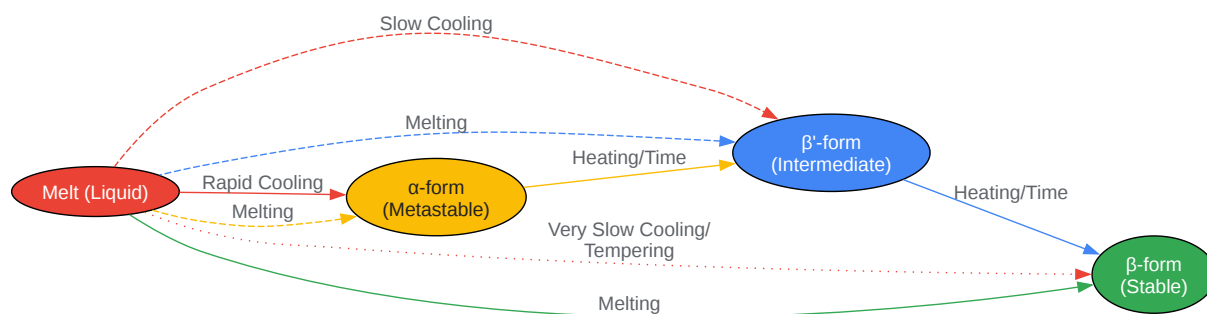 Slow Cooling
Melting
β'-form
(Intermediate)
Heating/Time
Melt (Liquid)
Rapid Cooling
α-form
(Metastable)
Melting
Heating/Time
Very Slow Cooling/
Tempering
β-form
(Stable)
Melting